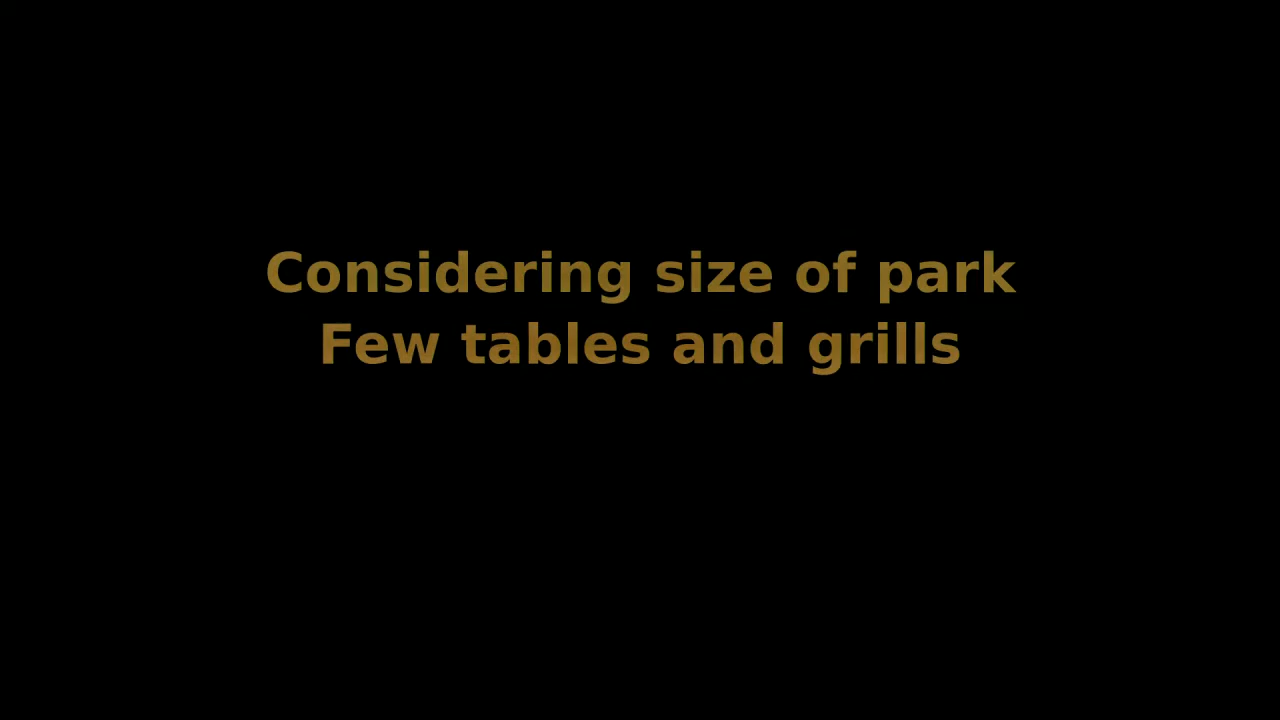 Considering size of park
Few tables and grills